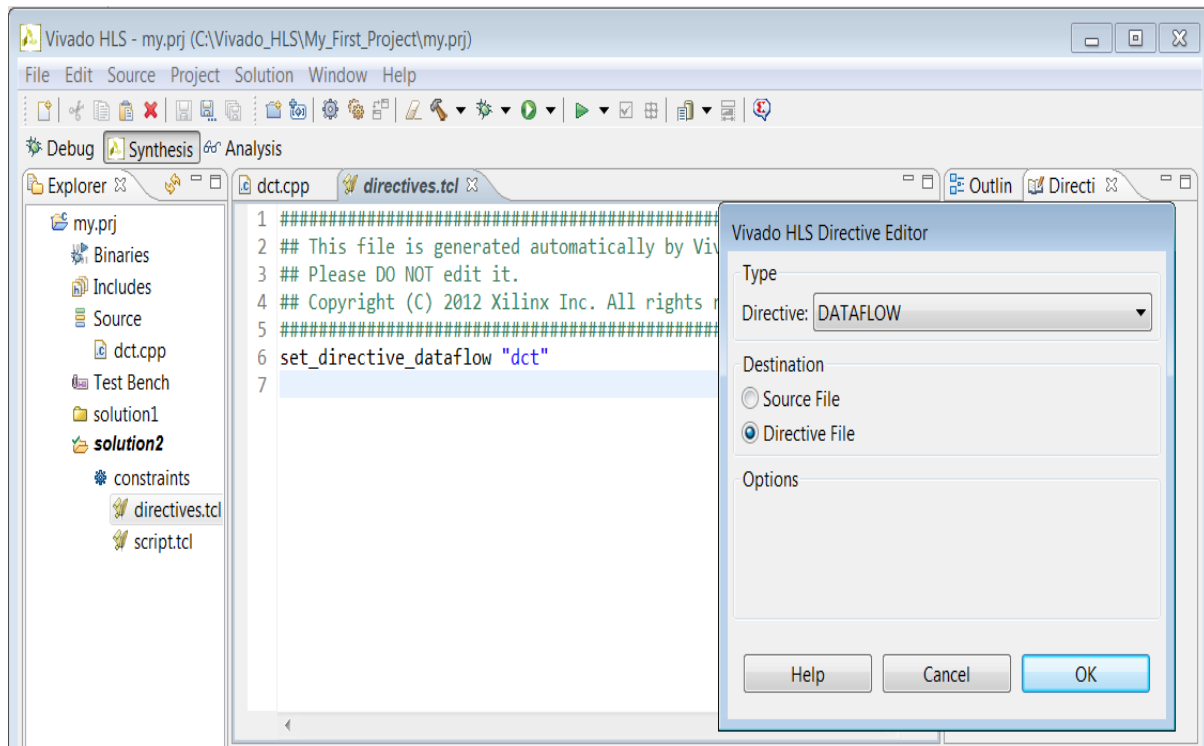 Vivado HLS - my.prj (C:\Vivado_HLS\My_First_Project\my.prj)
File Edit Source Project Solution Window Help
Debug Synthesis Analysis
Explorer
my.prj
Binaries
Includes
Source
dct.cpp
Test Bench
solution1
solution2
constraints
directives.tcl
script.tcl
dct.cpp directives.tcl
1 ##############################################
2 ## This file is generated automatically by Viv
3 ## Please DO NOT edit it.
4 ## Copyright (C) 2012 Xilinx Inc. All rights r
5 ##############################################
6 set_directive_dataflow "dct"
7
Outlin Directi
Vivado HLS Directive Editor
Type
Directive: DATAFLOW
Destination
Source File
Directive File
Options
Help Cancel OK